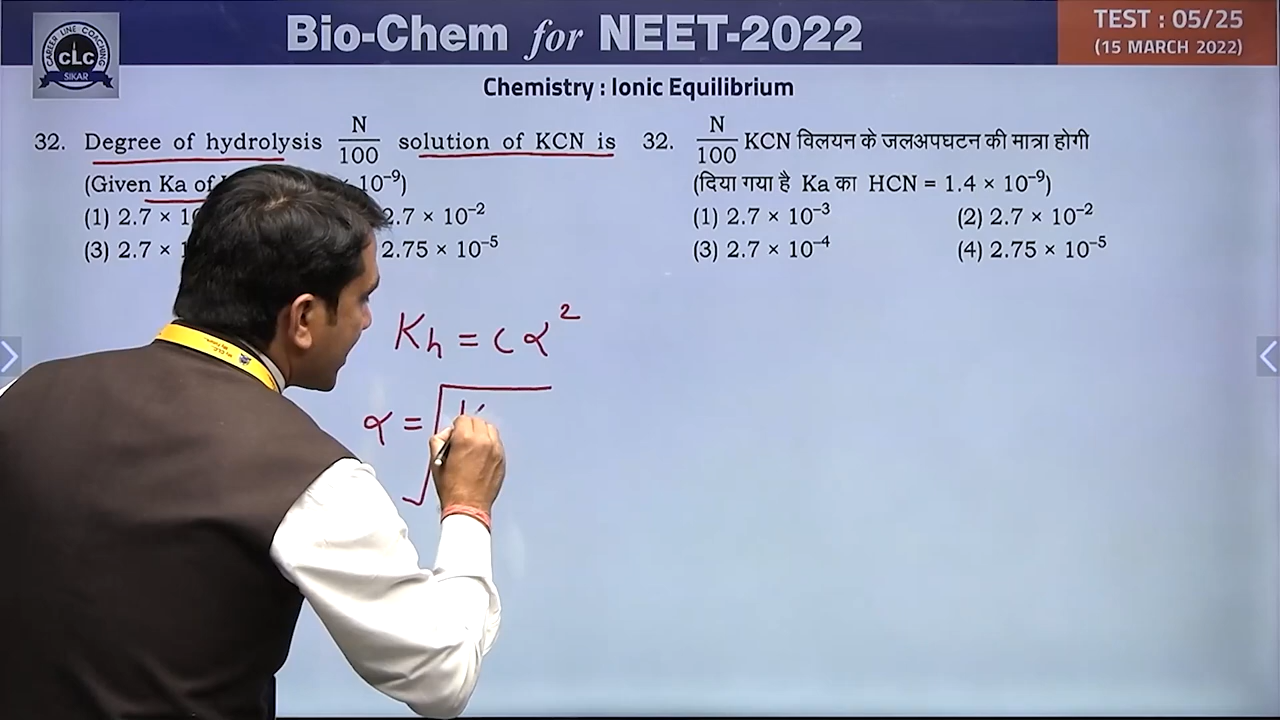 Bio-Chem for NEET-2022
TEST : 05/25
(15 MARCH 2022)
CAREER LINE COACHING
CLC
SIKAR
Chemistry : Ionic Equilibrium
32. Degree of hydrolysis N/100 solution of KCN is
(Given Ka of 10–9)
(1) 2.7 × 2.7 × 10–2
(3) 2.7 × 2.75 × 10–5
32. N/100 KCN विलयन के जलअपघटन की मात्रा होगी
(दिया गया है Ka का HCN = 1.4 × 10–9)
(1) 2.7 × 10–3 (2) 2.7 × 10–2
(3) 2.7 × 10–4 (4) 2.75 × 10–5
Kh = cα²
α = √